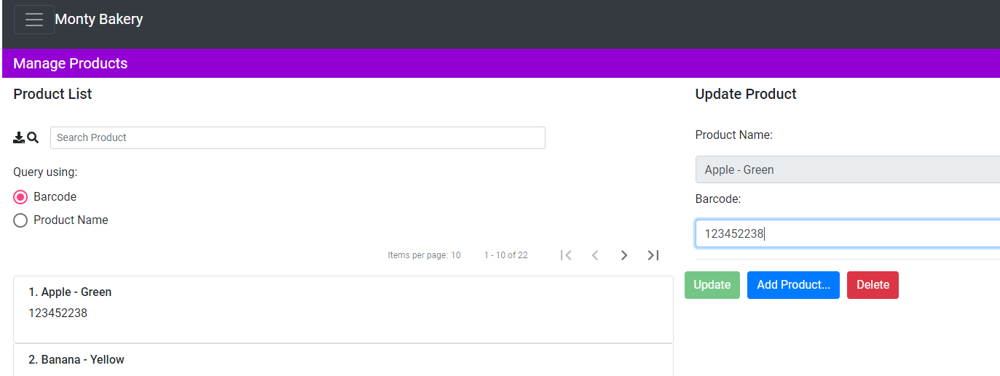 Monty Bakery
Manage Products
Product List
Search Product
Query using:
Barcode
Product Name
Items per page: 10 1 - 10 of 22
1. Apple - Green
123452238
2. Banana - Yellow
Update Product
Product Name:
Apple - Green
Barcode:
123452238
Update Add Product... Delete